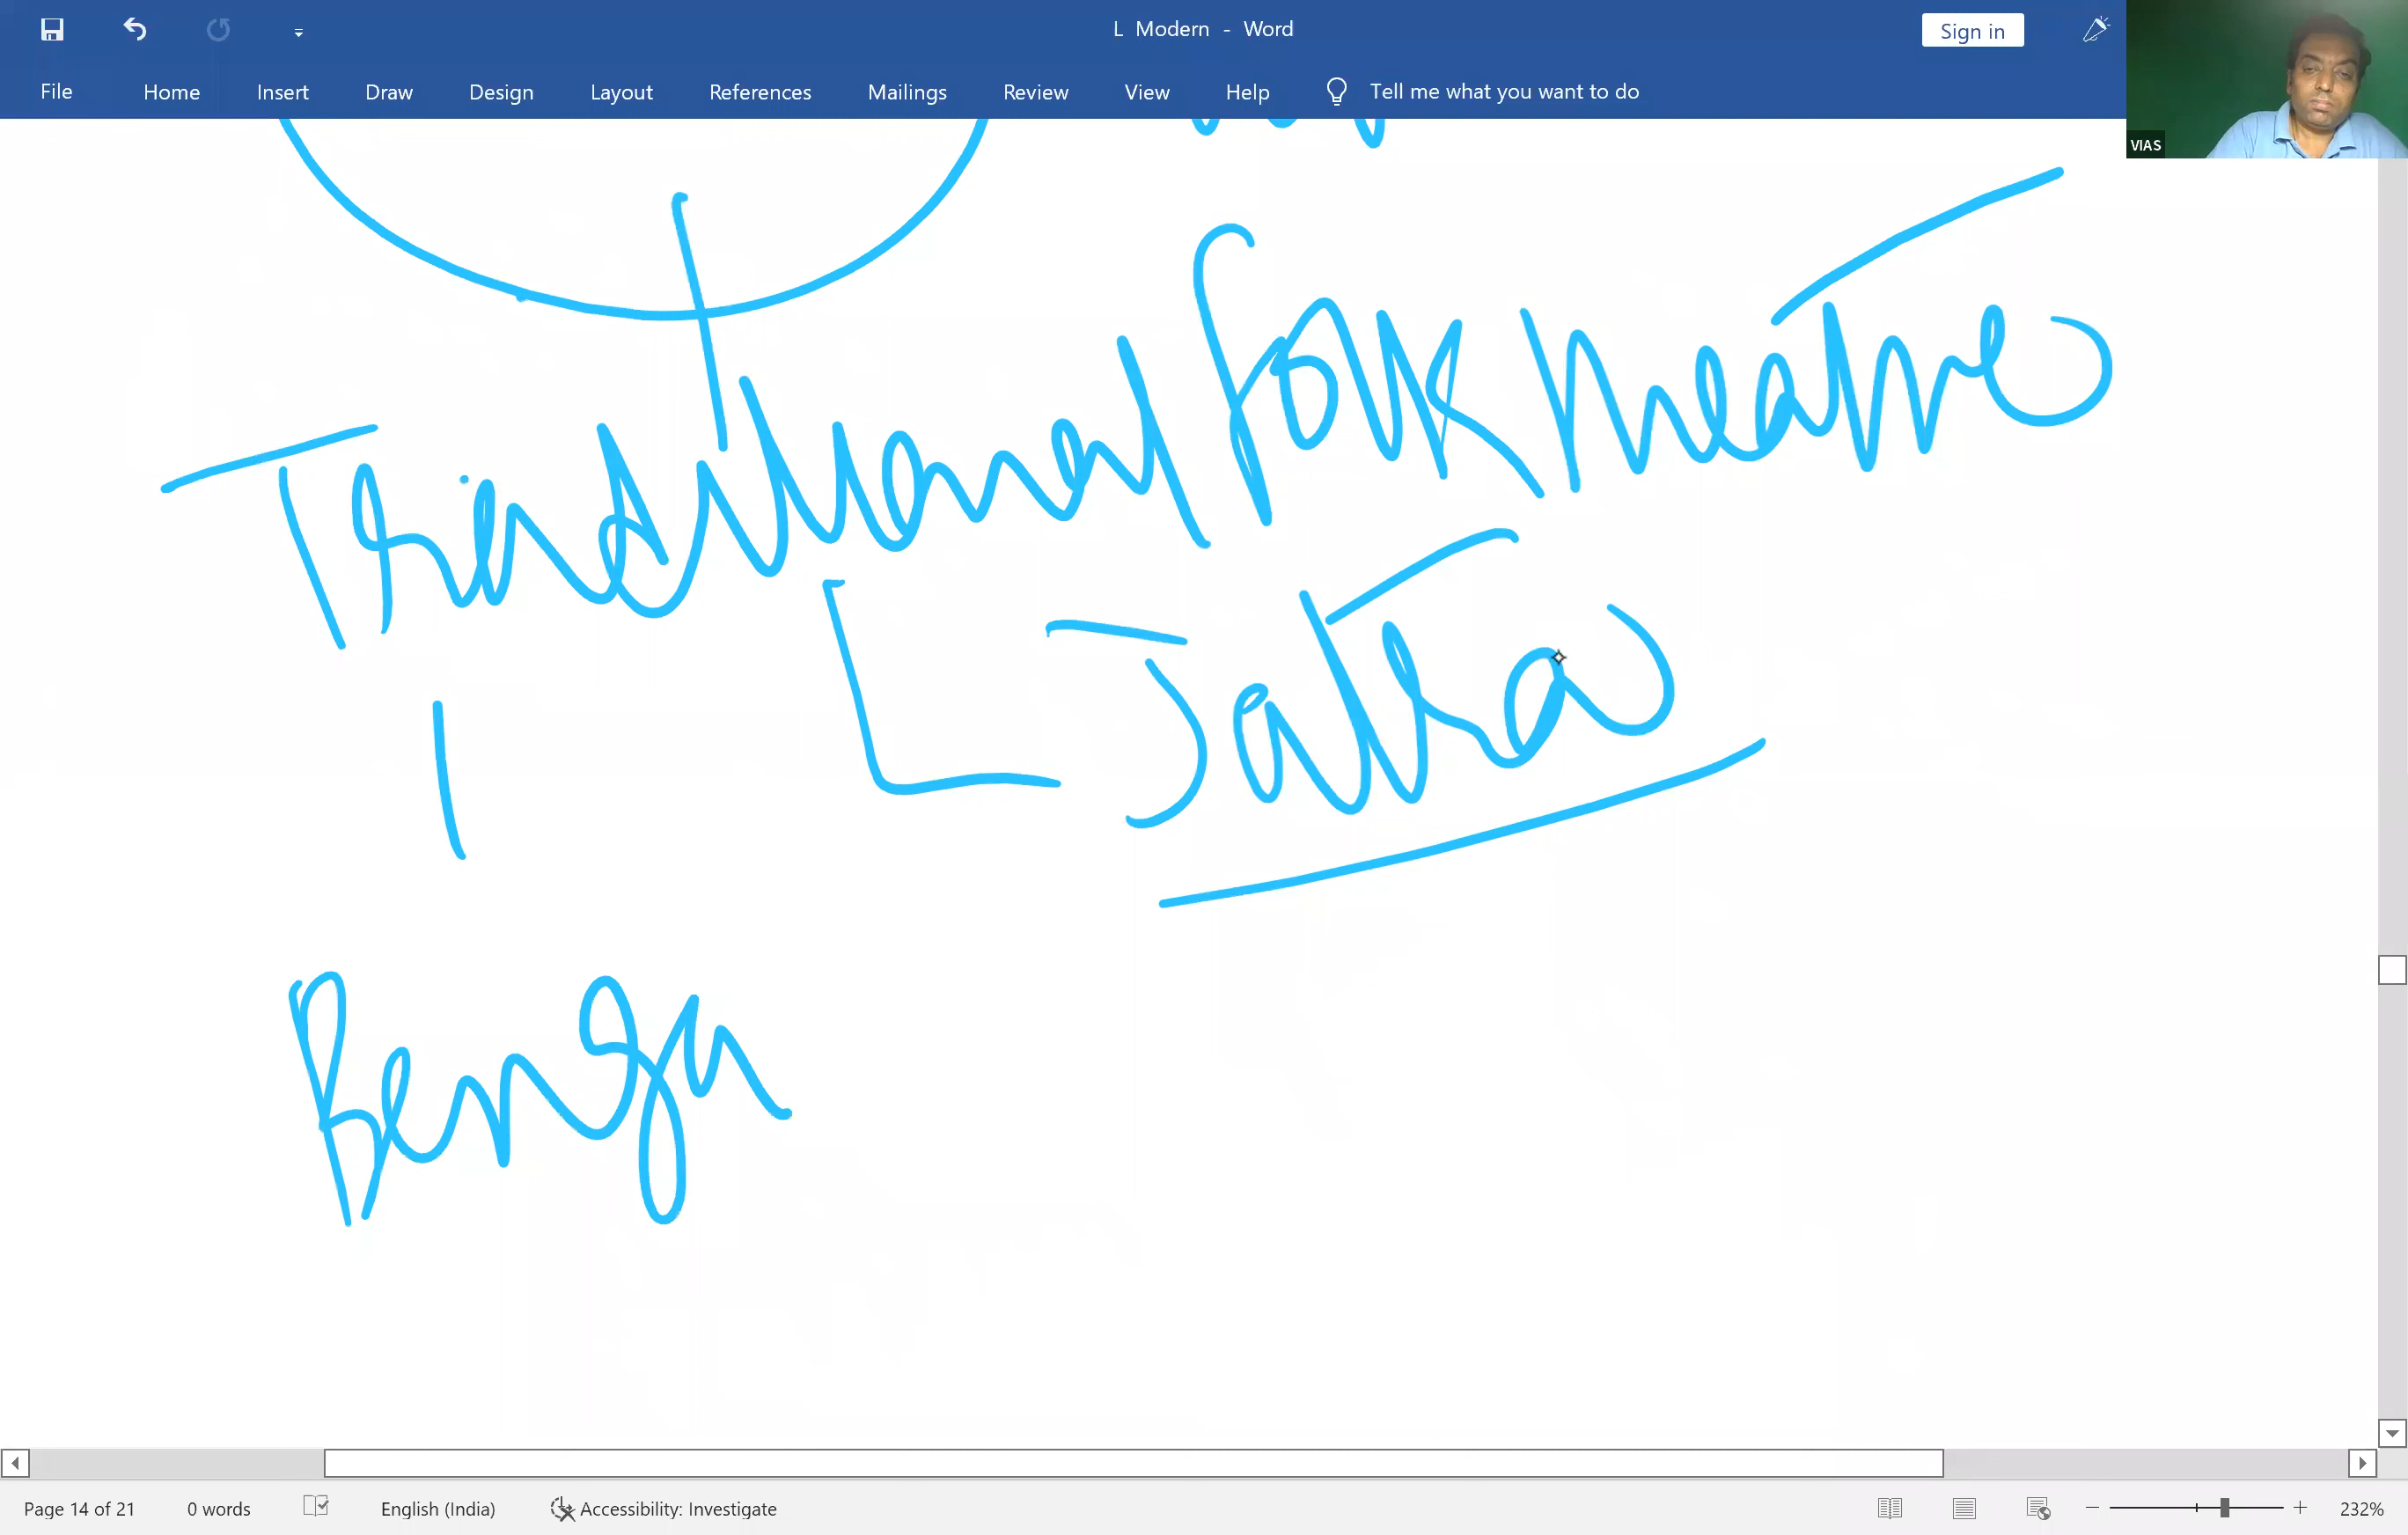 L Modern - Word
Sign in
File Home Insert Draw Design Layout References Mailings Review View Help Tell me what you want to do
VIAS
Traditional Folk Theatre
Jatra
Benga
Page 14 of 21 0 words English (India) Accessibility: Investigate 232%